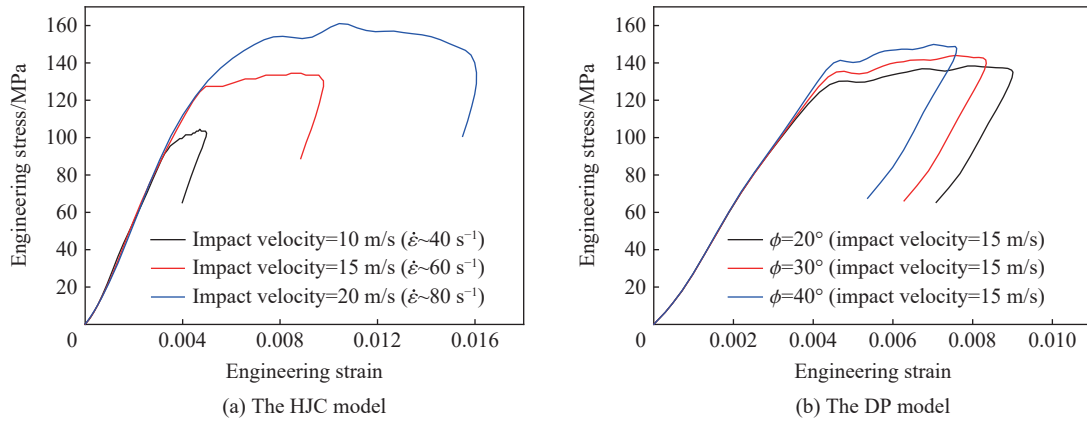 160
140
120
100
80
60
40
20
0
0.004
0.008
0.012
0.016
Engineering stress/MPa
Engineering strain
Impact velocity=10 m/s (ε̇~40 s⁻¹)
Impact velocity=15 m/s (ε̇~60 s⁻¹)
Impact velocity=20 m/s (ε̇~80 s⁻¹)
(a) The HJC model
160
140
120
100
80
60
40
20
0
0.002
0.004
0.006
0.008
0.010
Engineering stress/MPa
Engineering strain
ϕ=20° (impact velocity=15 m/s)
ϕ=30° (impact velocity=15 m/s)
ϕ=40° (impact velocity=15 m/s)
(b) The DP model